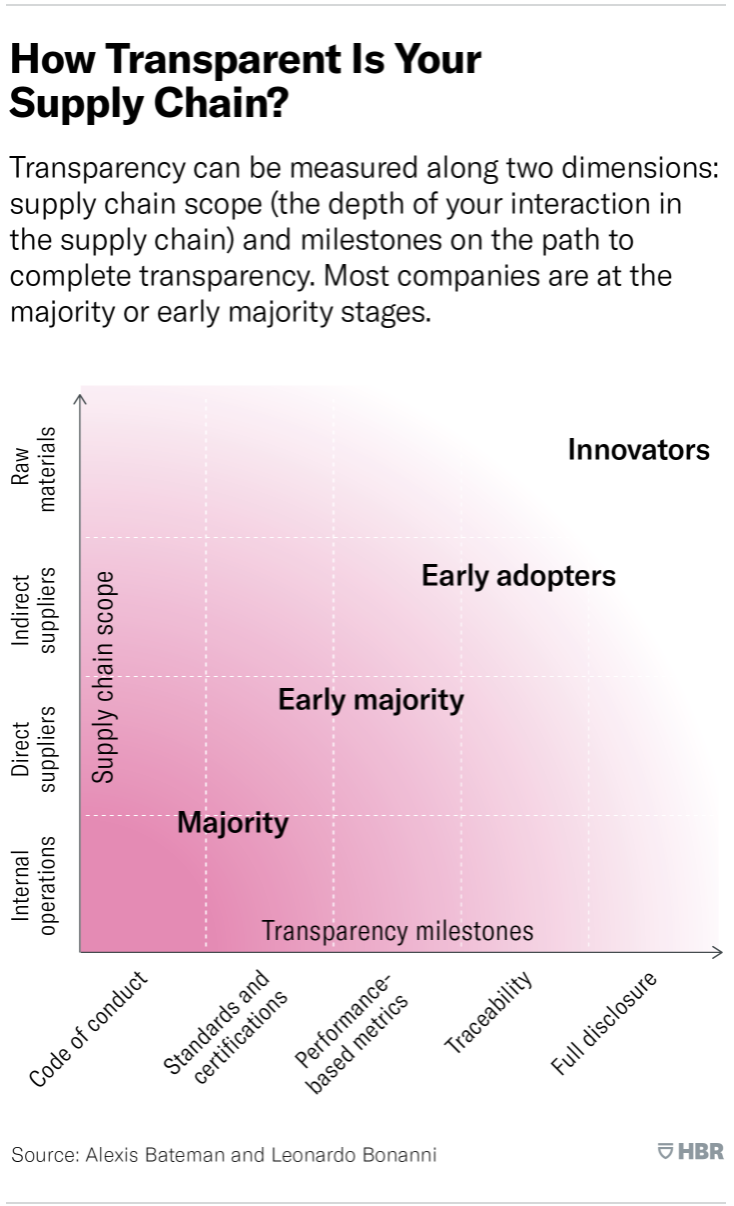 How Transparent Is Your
Supply Chain?
Transparency can be measured along two dimensions:
supply chain scope (the depth of your interaction in
the supply chain) and milestones on the path to
complete transparency. Most companies are at the
majority or early majority stages.
Raw
materials
Indirect
suppliers
Direct
suppliers
Internal
operations
Supply chain scope
Innovators
Early adopters
Early majority
Majority
Transparency milestones
Code of conduct
Standards and
certifications
Performance-
based metrics
Traceability
Full disclosure
Source: Alexis Bateman and Leonardo Bonanni
HBR